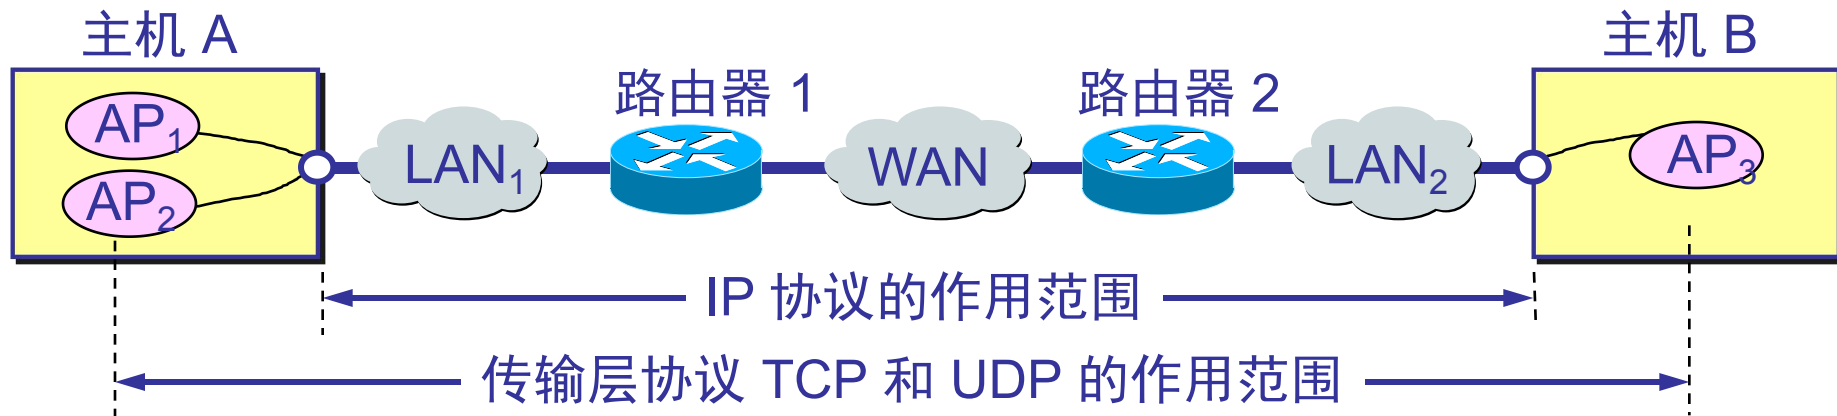 主机 A
主机 B
路由器 1
路由器 2
AP1
AP2
LAN1
WAN
LAN2
AP3
IP 协议的作用范围
传输层协议 TCP 和 UDP 的作用范围